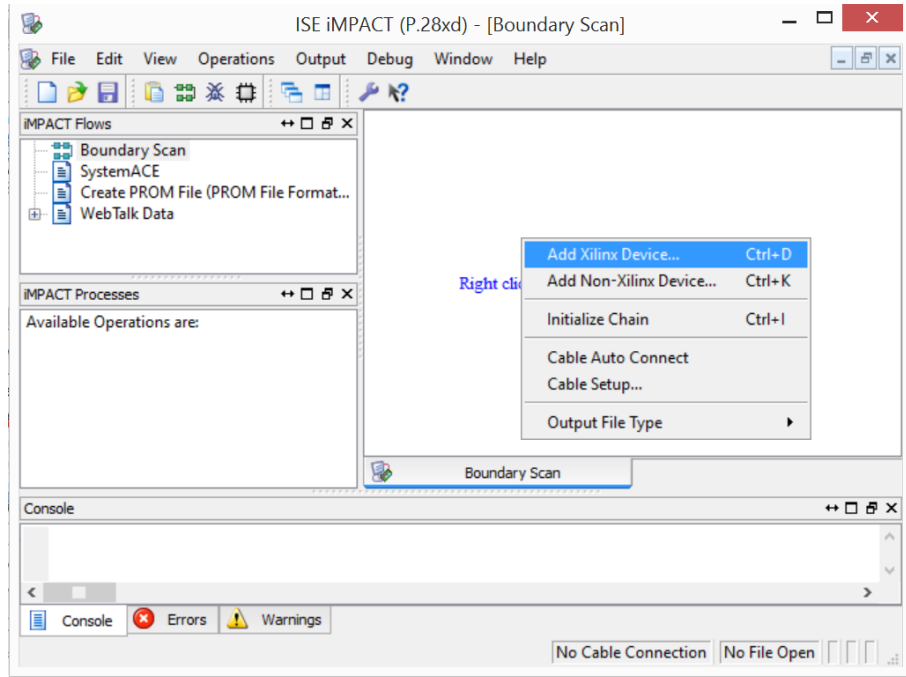 ISE iMPACT (P.28xd) - [Boundary Scan]
File Edit View Operations Output Debug Window Help
iMPACT Flows
Boundary Scan
SystemACE
Create PROM File (PROM File Format...
WebTalk Data
iMPACT Processes
Available Operations are:
Right
Add Xilinx Device... Ctrl+D
Add Non-Xilinx Device... Ctrl+K
Initialize Chain Ctrl+I
Cable Auto Connect
Cable Setup...
Output File Type
Boundary Scan
Console
Console Errors Warnings
No Cable Connection No File Open